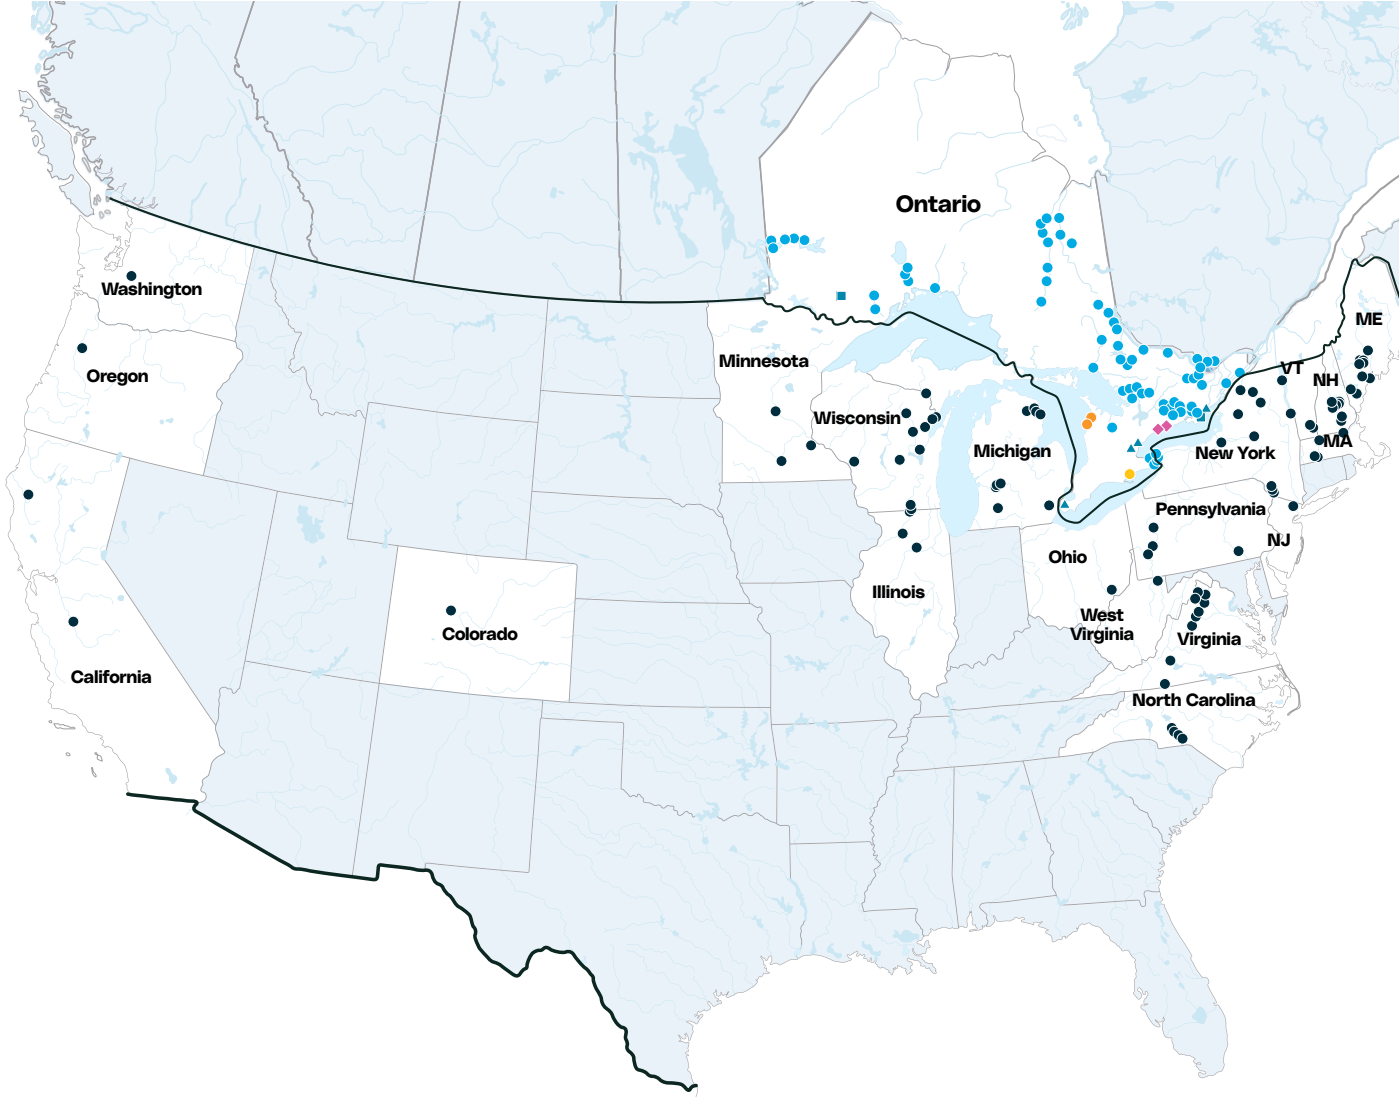 Ontario
Washington
ME
Minnesota
VT
Oregon
NH
Wisconsin
MA
Michigan
New York
Pennsylvania
NJ
Ohio
Illinois
West
Virginia
Colorado
Virginia
California
North Carolina